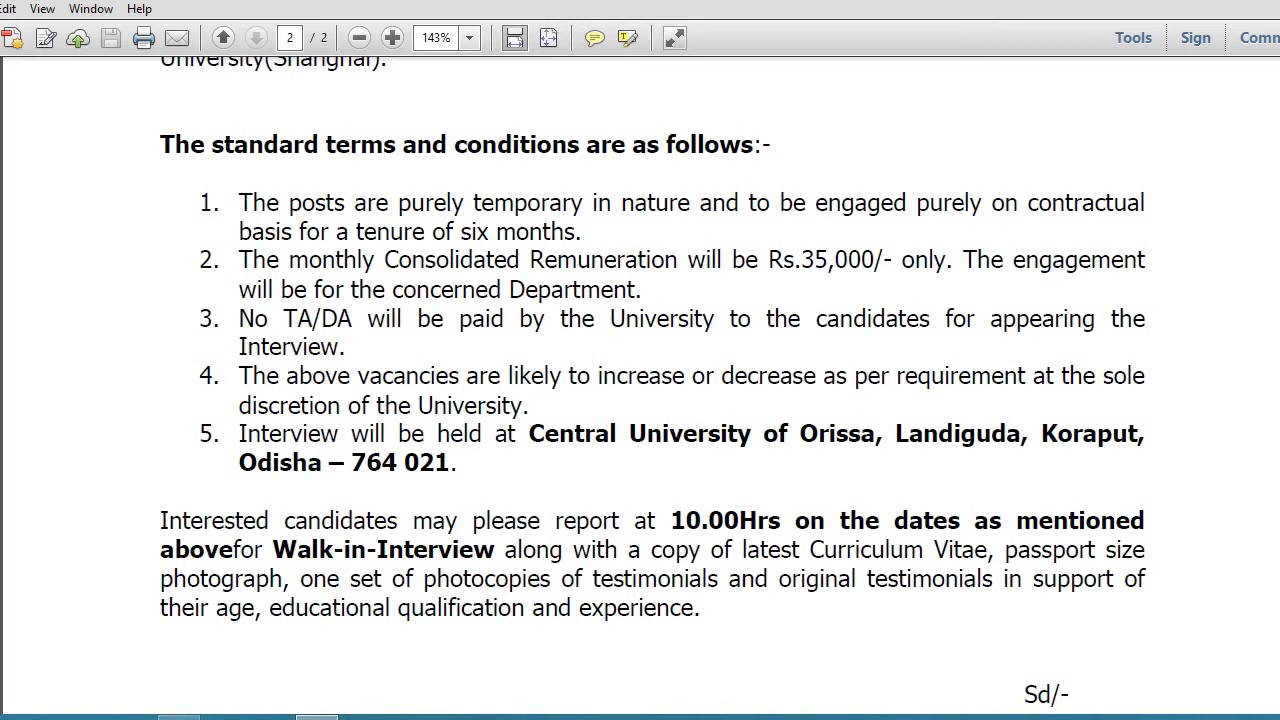 Edit View Window Help
2 / 2 143% Tools Sign
University(Shanghai).
The standard terms and conditions are as follows:-
1. The posts are purely temporary in nature and to be engaged purely on contractual
basis for a tenure of six months.
2. The monthly Consolidated Remuneration will be Rs.35,000/- only. The engagement
will be for the concerned Department.
3. No TA/DA will be paid by the University to the candidates for appearing the
Interview.
4. The above vacancies are likely to increase or decrease as per requirement at the sole
discretion of the University.
5. Interview will be held at Central University of Orissa, Landiguda, Koraput,
Odisha – 764 021.
Interested candidates may please report at 10.00Hrs on the dates as mentioned
abovefor Walk-in-Interview along with a copy of latest Curriculum Vitae, passport size
photograph, one set of photocopies of testimonials and original testimonials in support of
their age, educational qualification and experience.
Sd/-